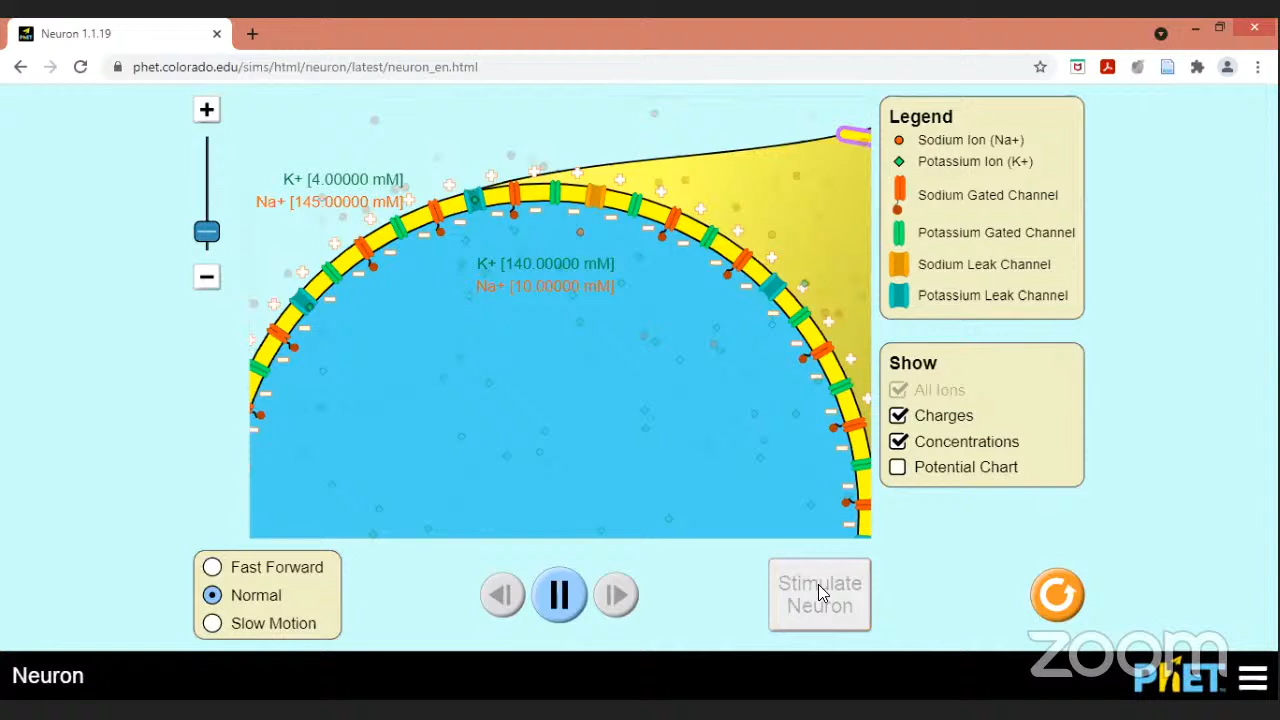 Neuron 1.1.19
phet.colorado.edu/sims/html/neuron/latest/neuron_en.html
K+ [4.00000 mM]
Na+ [145.00000 mM]
K+ [140.00000 mM]
Na+ [10.00000 mM]
Legend
Sodium Ion (Na+)
Potassium Ion (K+)
Sodium Gated Channel
Potassium Gated Channel
Sodium Leak Channel
Potassium Leak Channel
Show
All Ions
Charges
Concentrations
Potential Chart
Fast Forward
Normal
Slow Motion
Stimulate
Neuron
zoom
Neuron
PhET